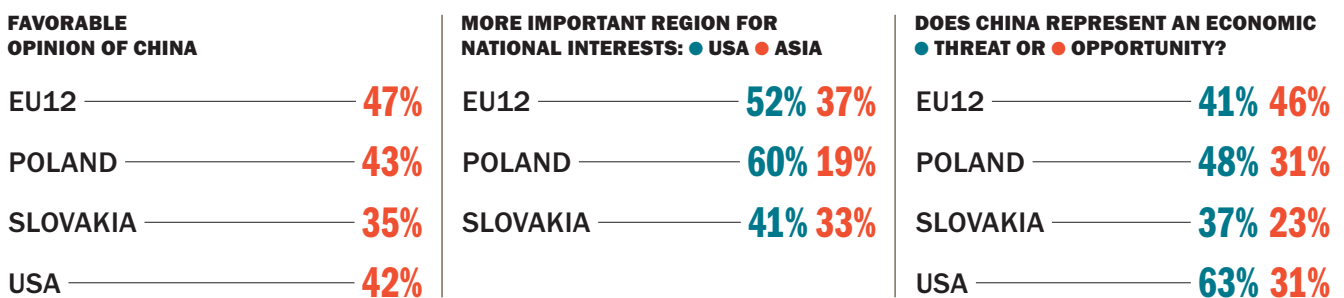 FAVORABLE
OPINION OF CHINA
EU12 47%
POLAND 43%
SLOVAKIA 35%
USA 42%
MORE IMPORTANT REGION FOR
NATIONAL INTERESTS: ● USA ● ASIA
EU12 52% 37%
POLAND 60% 19%
SLOVAKIA 41% 33%
DOES CHINA REPRESENT AN ECONOMIC
● THREAT OR ● OPPORTUNITY?
EU12 41% 46%
POLAND 48% 31%
SLOVAKIA 37% 23%
USA 63% 31%